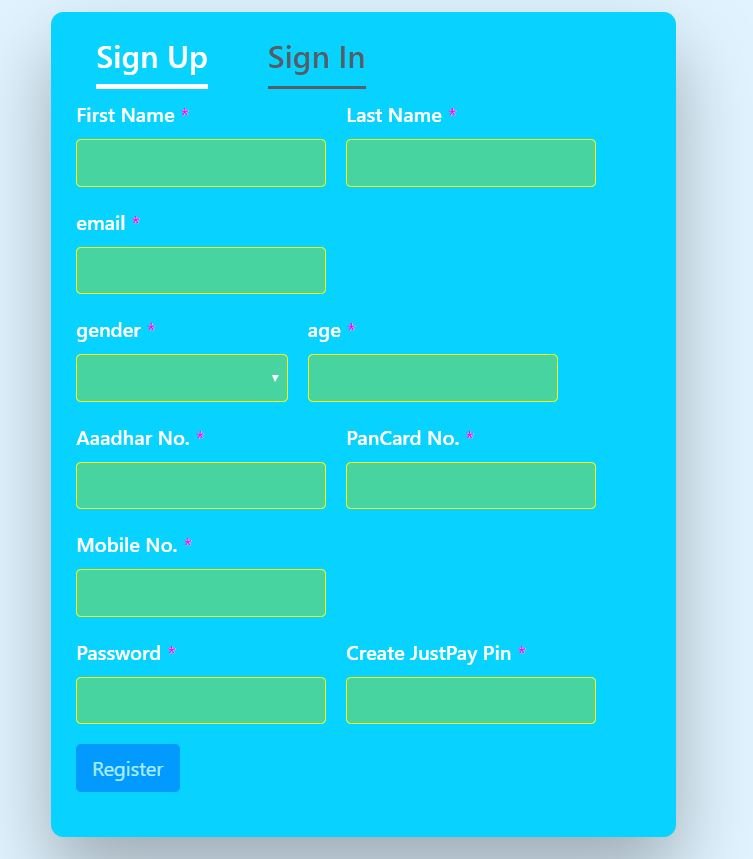 Sign Up Sign In
First Name * Last Name *
email *
gender * age *
Aaadhar No. * PanCard No. *
Mobile No. *
Password * Create JustPay Pin *
Register